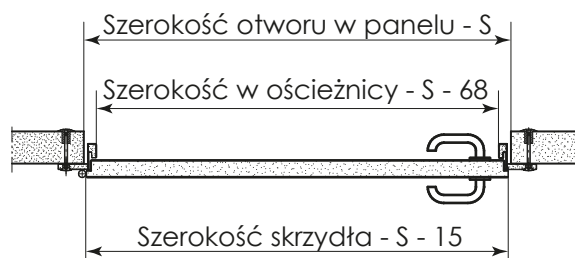 Szerokość otworu w panelu - S
Szerokość w ościeżnicy - S - 68
Szerokość skrzydła - S - 15